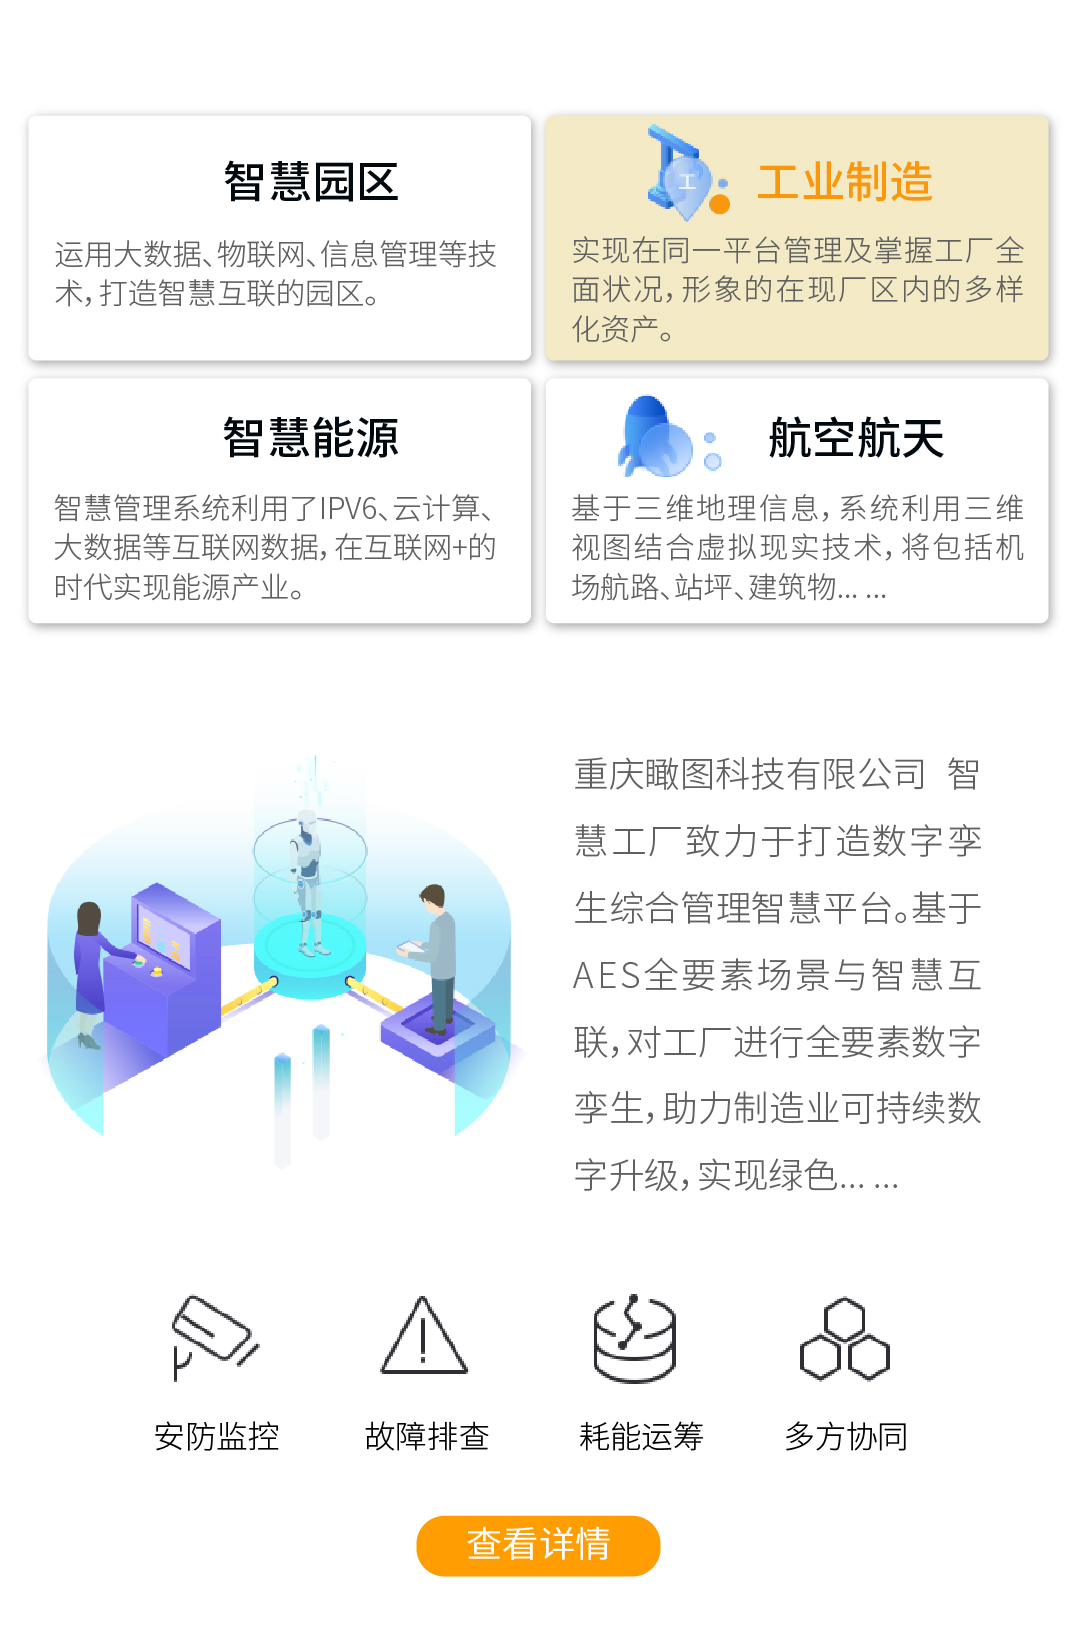 智慧园区
运用大数据、物联网、信息管理等技
术，打造智慧互联的园区。
工
工业制造
实现在同一平台管理及掌握工厂全
面状况，形象的在现厂区内的多样
化资产。
智慧能源
智慧管理系统利用了IPV6、云计算、
大数据等互联网数据，在互联网+的
时代实现能源产业。
航空航天
基于三维地理信息，系统利用三维
视图结合虚拟现实技术，将包括机
场航路、站坪、建筑物... ...
重庆瞰图科技有限公司 智
慧工厂致力于打造数字孪
生综合管理智慧平台。基于
AES全要素场景与智慧互
联，对工厂进行全要素数字
孪生，助力制造业可持续数
字升级，实现绿色... ...
安防监控
故障排查
耗能运筹
多方协同
查看详情